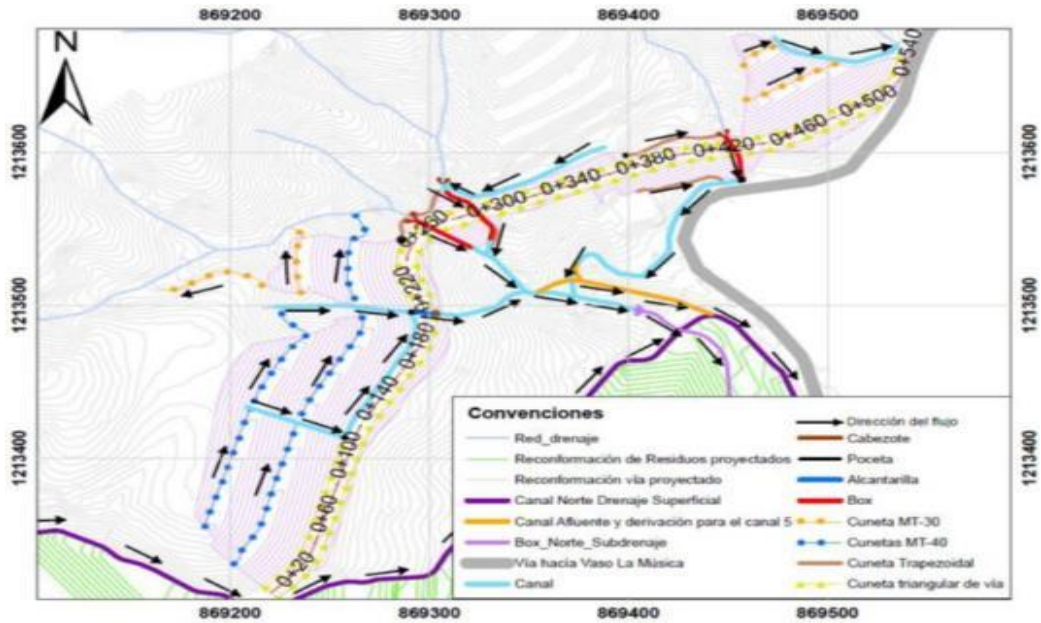 869200 869300 869400 869500
N
1213600
1213500
1213400
1213600
1213500
1213400
0+540
0+500
0+460
0+420
0+380
0+340
0+300
0+220
0+180
0+140
0+100
0+60
0+20
Convenciones
Red_drenaje
Reconformación de Residuos proyectados
Reconformación vía proyectado
Canal Norte Drenaje Superficial
Canal Afluente y derivación para el canal 5
Box_Norte_Subdrenaje
Vía hacía Vaso La Música
Canal
Dirección del flujo
Cabezote
Poceta
Alcantarilla
Box
Cuneta MT-30
Cunetas MT-40
Cuneta Trapezoidal
Cuneta triangular de vía
869200 869300 869400 869500